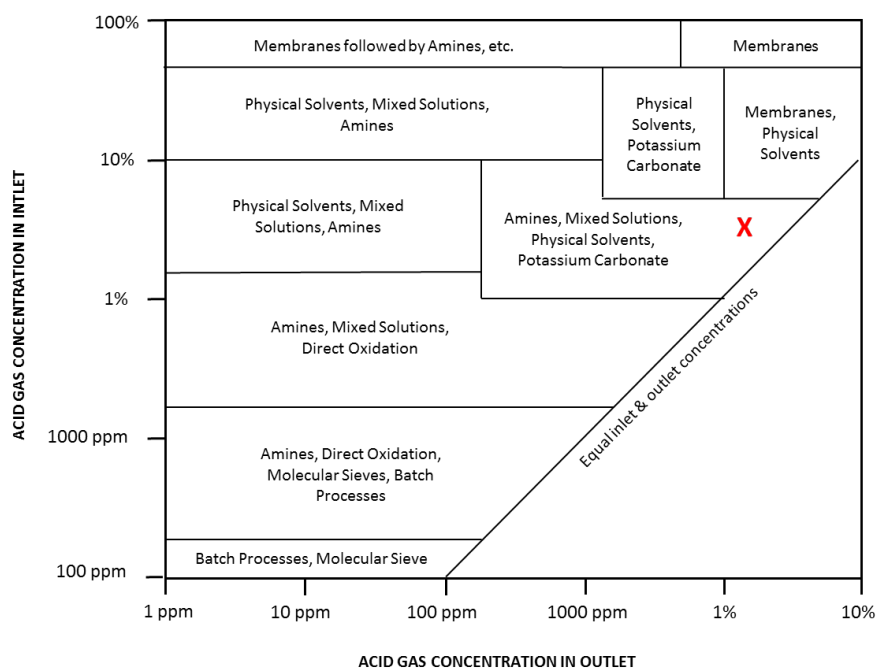 100%
Membranes followed by Amines, etc.
Membranes
Physical Solvents, Mixed Solutions,
Amines
Physical
Solvents,
Potassium
Carbonate
Membranes,
Physical
Solvents
10%
Physical Solvents, Mixed
Solutions, Amines
Amines, Mixed Solutions,
Physical Solvents,
Potassium Carbonate
X
1%
Amines, Mixed Solutions,
Direct Oxidation
Equal inlet & outlet concentrations
1000 ppm
Amines, Direct Oxidation,
Molecular Sieves, Batch
Processes
Batch Processes, Molecular Sieve
100 ppm
1 ppm
10 ppm
100 ppm
1000 ppm
1%
10%
ACID GAS CONCENTRATION IN INTLET
ACID GAS CONCENTRATION IN OUTLET